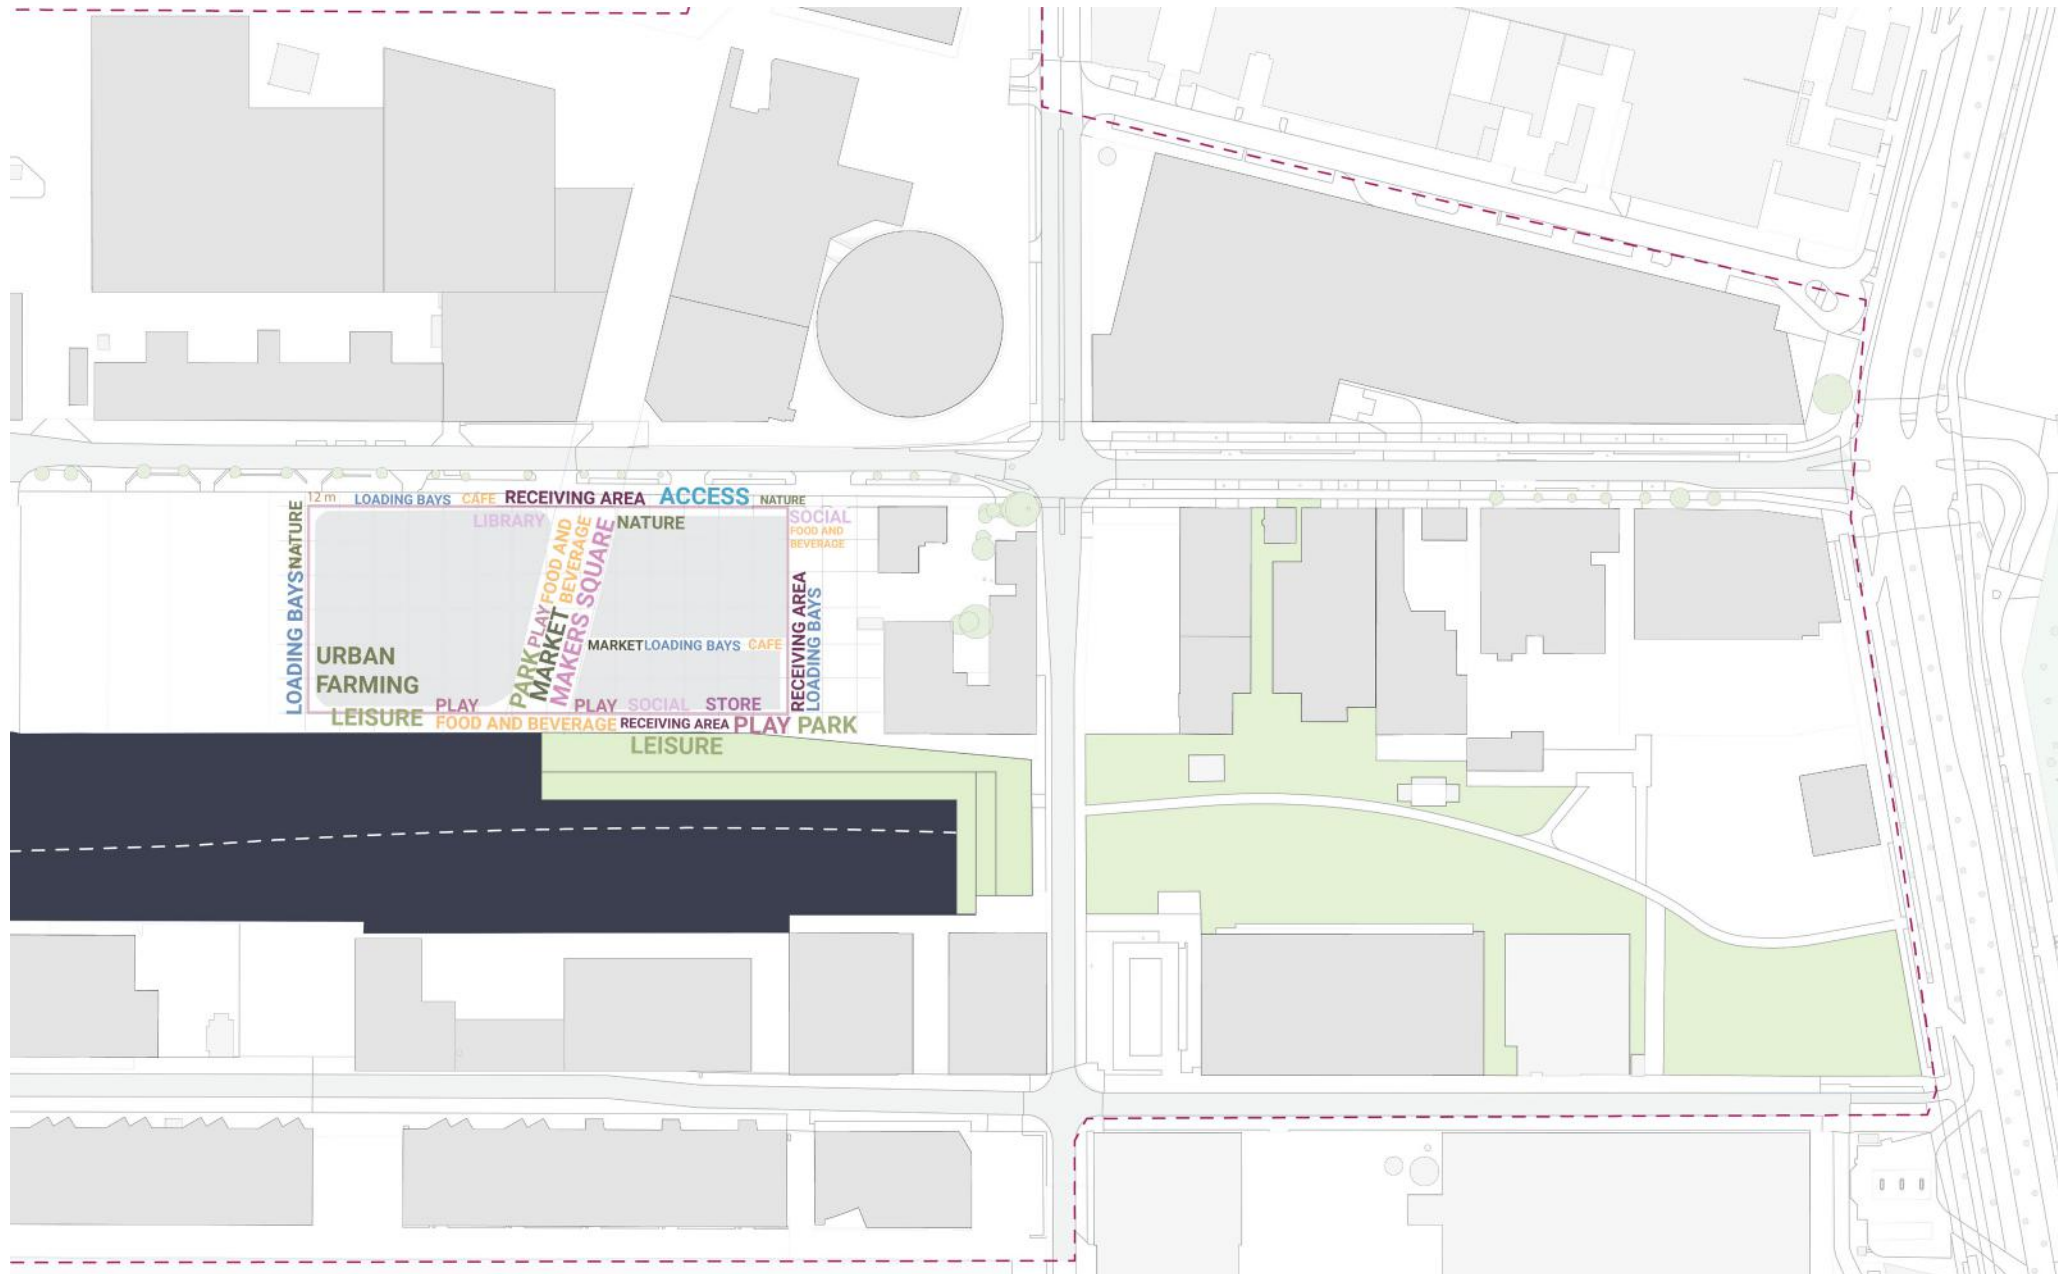 12 m LOADING BAYS CAFE RECEIVING AREA ACCESS NATURE
LIBRARY
NATURE
SOCIAL
FOOD AND
BEVERAGE
NATURE
LOADING BAYS
FOOD AND
BEVERAGE
MAKERS SQUARE
PLAY
MARKET
PARK
RECEIVING AREA
LOADING BAYS
MARKET LOADING BAYS CAFE
URBAN
FARMING
PLAY
PLAY SOCIAL STORE
LEISURE FOOD AND BEVERAGE RECEIVING AREA PLAY PARK
LEISURE